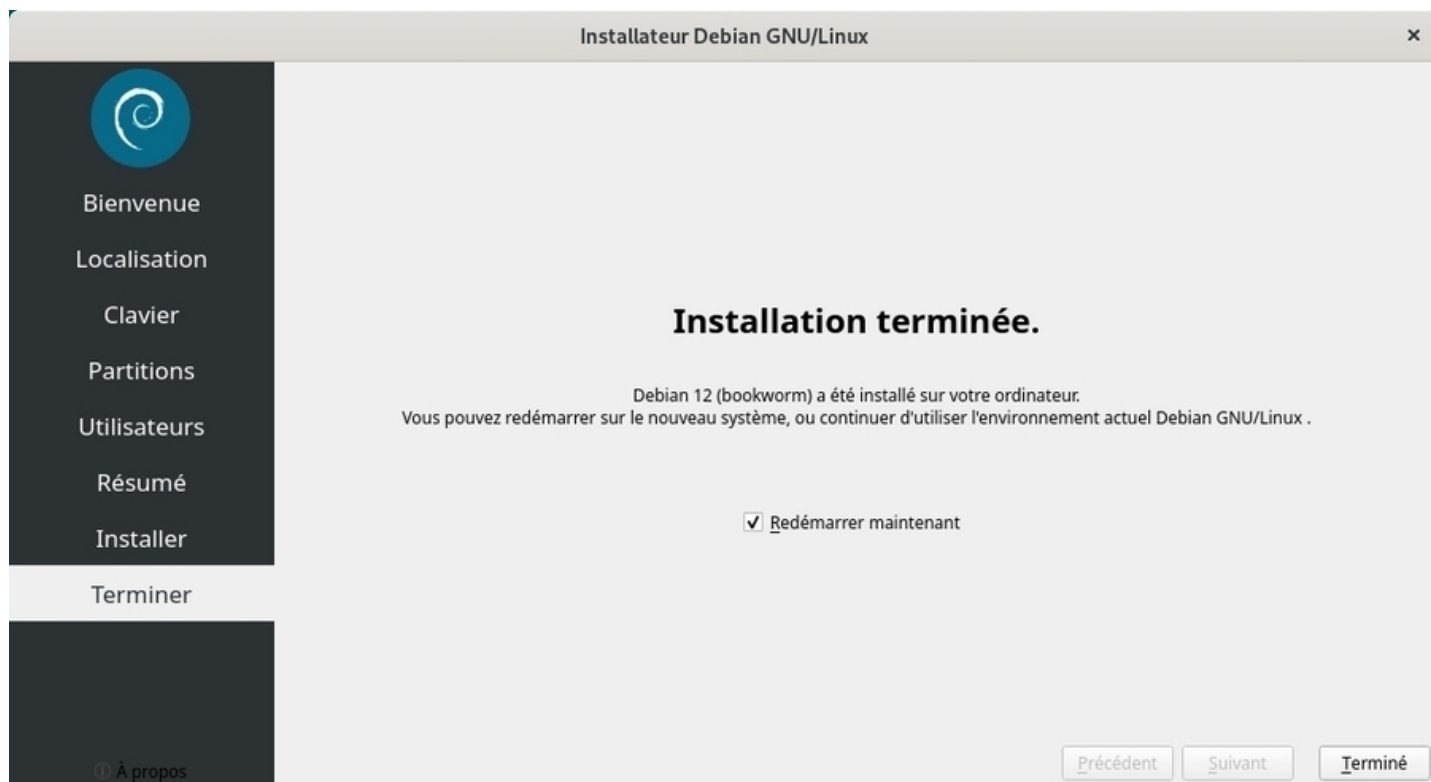 Installateur Debian GNU/Linux
Bienvenue
Localisation
Clavier
Partitions
Utilisateurs
Résumé
Installer
Terminer
À propos
Installation terminée.
Debian 12 (bookworm) a été installé sur votre ordinateur.
Vous pouvez redémarrer sur le nouveau système, ou continuer d'utiliser l'environnement actuel Debian GNU/Linux .
Redémarrer maintenant
Précédent
Suivant
Terminé